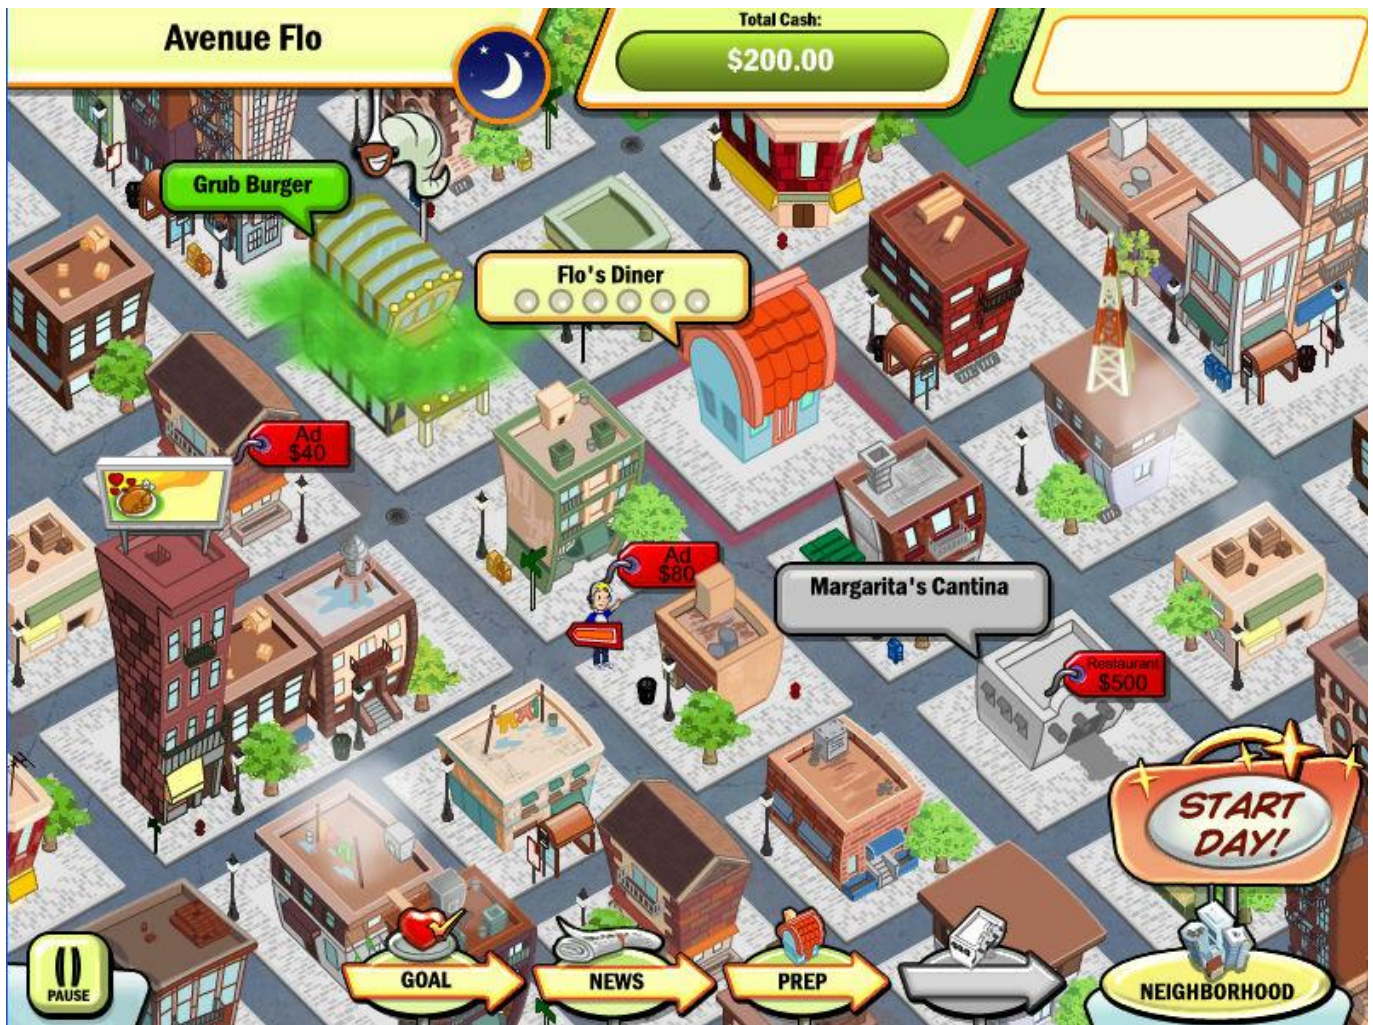 Avenue Flo
Total Cash:
$200.00
Grub Burger
Flo's Diner
Ad
$40
Ad
$80
Margarita's Cantina
Restaurant
$500
START
DAY!
PAUSE
GOAL
NEWS
PREP
NEIGHBORHOOD